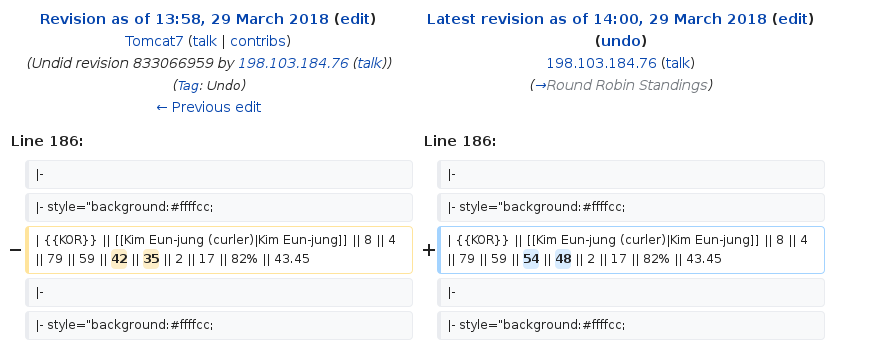 Revision as of 13:58, 29 March 2018 (edit)
Tomcat7 (talk | contribs)
(Undid revision 833066959 by 198.103.184.76 (talk))
(Tag: Undo)
← Previous edit
Latest revision as of 14:00, 29 March 2018 (edit)
(undo)
198.103.184.76 (talk)
(→Round Robin Standings)
Line 186:
Line 186:
|-
|-
|- style="background:#ffffcc;
|- style="background:#ffffcc;
−
| {{KOR}} || [[Kim Eun-jung (curler)|Kim Eun-jung]] || 8 || 4
|| 79 || 59 || 42 || 35 || 2 || 17 || 82% || 43.45
+
| {{KOR}} || [[Kim Eun-jung (curler)|Kim Eun-jung]] || 8 || 4
|| 79 || 59 || 54 || 48 || 2 || 17 || 82% || 43.45
|-
|-
|- style="background:#ffffcc;
|- style="background:#ffffcc;